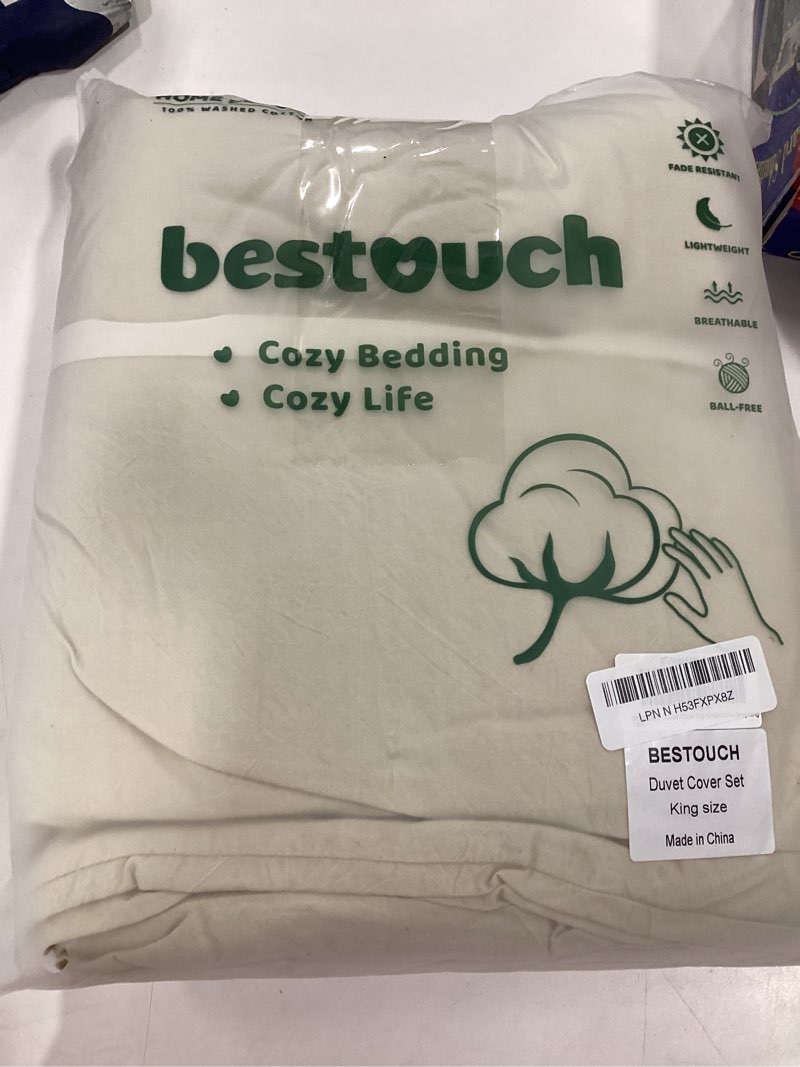 HOME
100% WASHED COTTON
bestouch
Cozy Bedding
Cozy Life
FADE RESISTANT
LIGHTWEIGHT
BREATHABLE
BALL-FREE
LPN N H53FXPX8Z
BESTOUCH
Duvet Cover Set
King size
Made in China